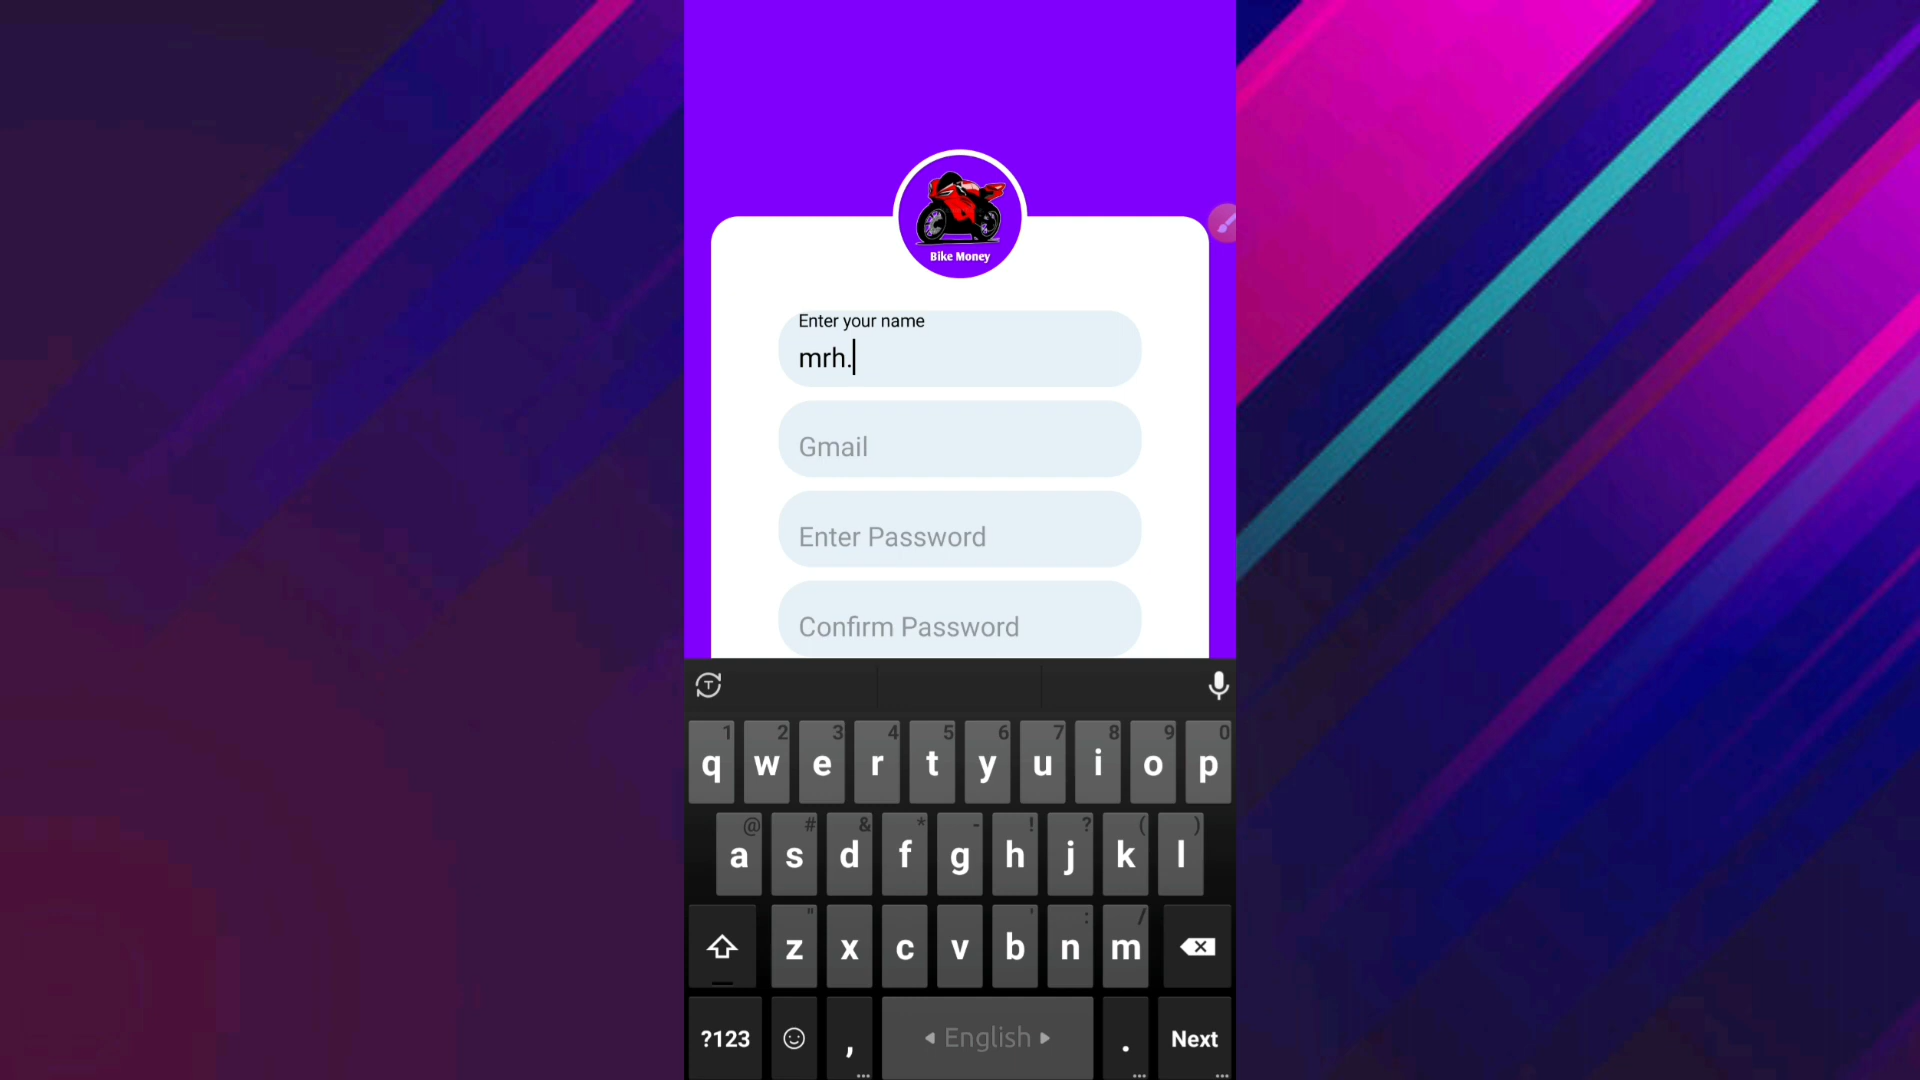 Bike Money
Enter your name
mrh.
Gmail
Enter Password
Confirm Password
T
1 2 3 4 5 6 7 8 9 0
q w e r t y u i o p
@ # & * - ! ? ( )
a s d f g h j k l
" ' : /
z x c v b n m
?123 , English . Next